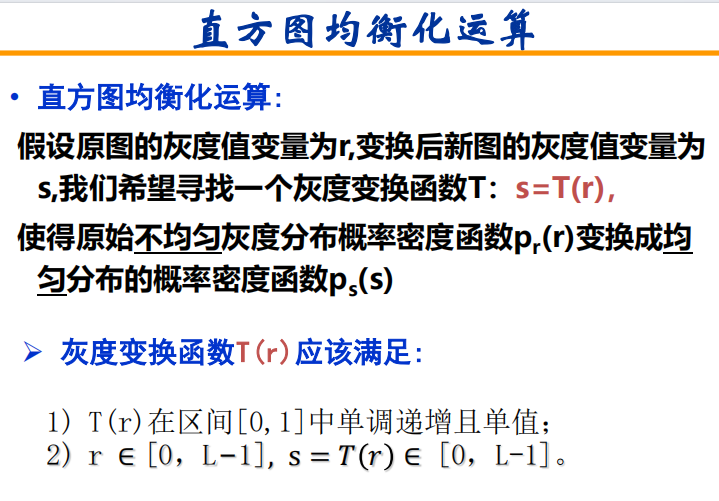 直方图均衡化运算
• 直方图均衡化运算:
假设原图的灰度值变量为r,变换后新图的灰度值变量为
s,我们希望寻找一个灰度变换函数T：s=T(r),
使得原始不均匀灰度分布概率密度函数pr(r)变换成均
匀分布的概率密度函数ps(s)
➢ 灰度变换函数T(r)应该满足:
1) T(r)在区间[0,1]中单调递增且单值;
2) r ∈ [0, L-1], s = T(r) ∈ [0, L-1]。